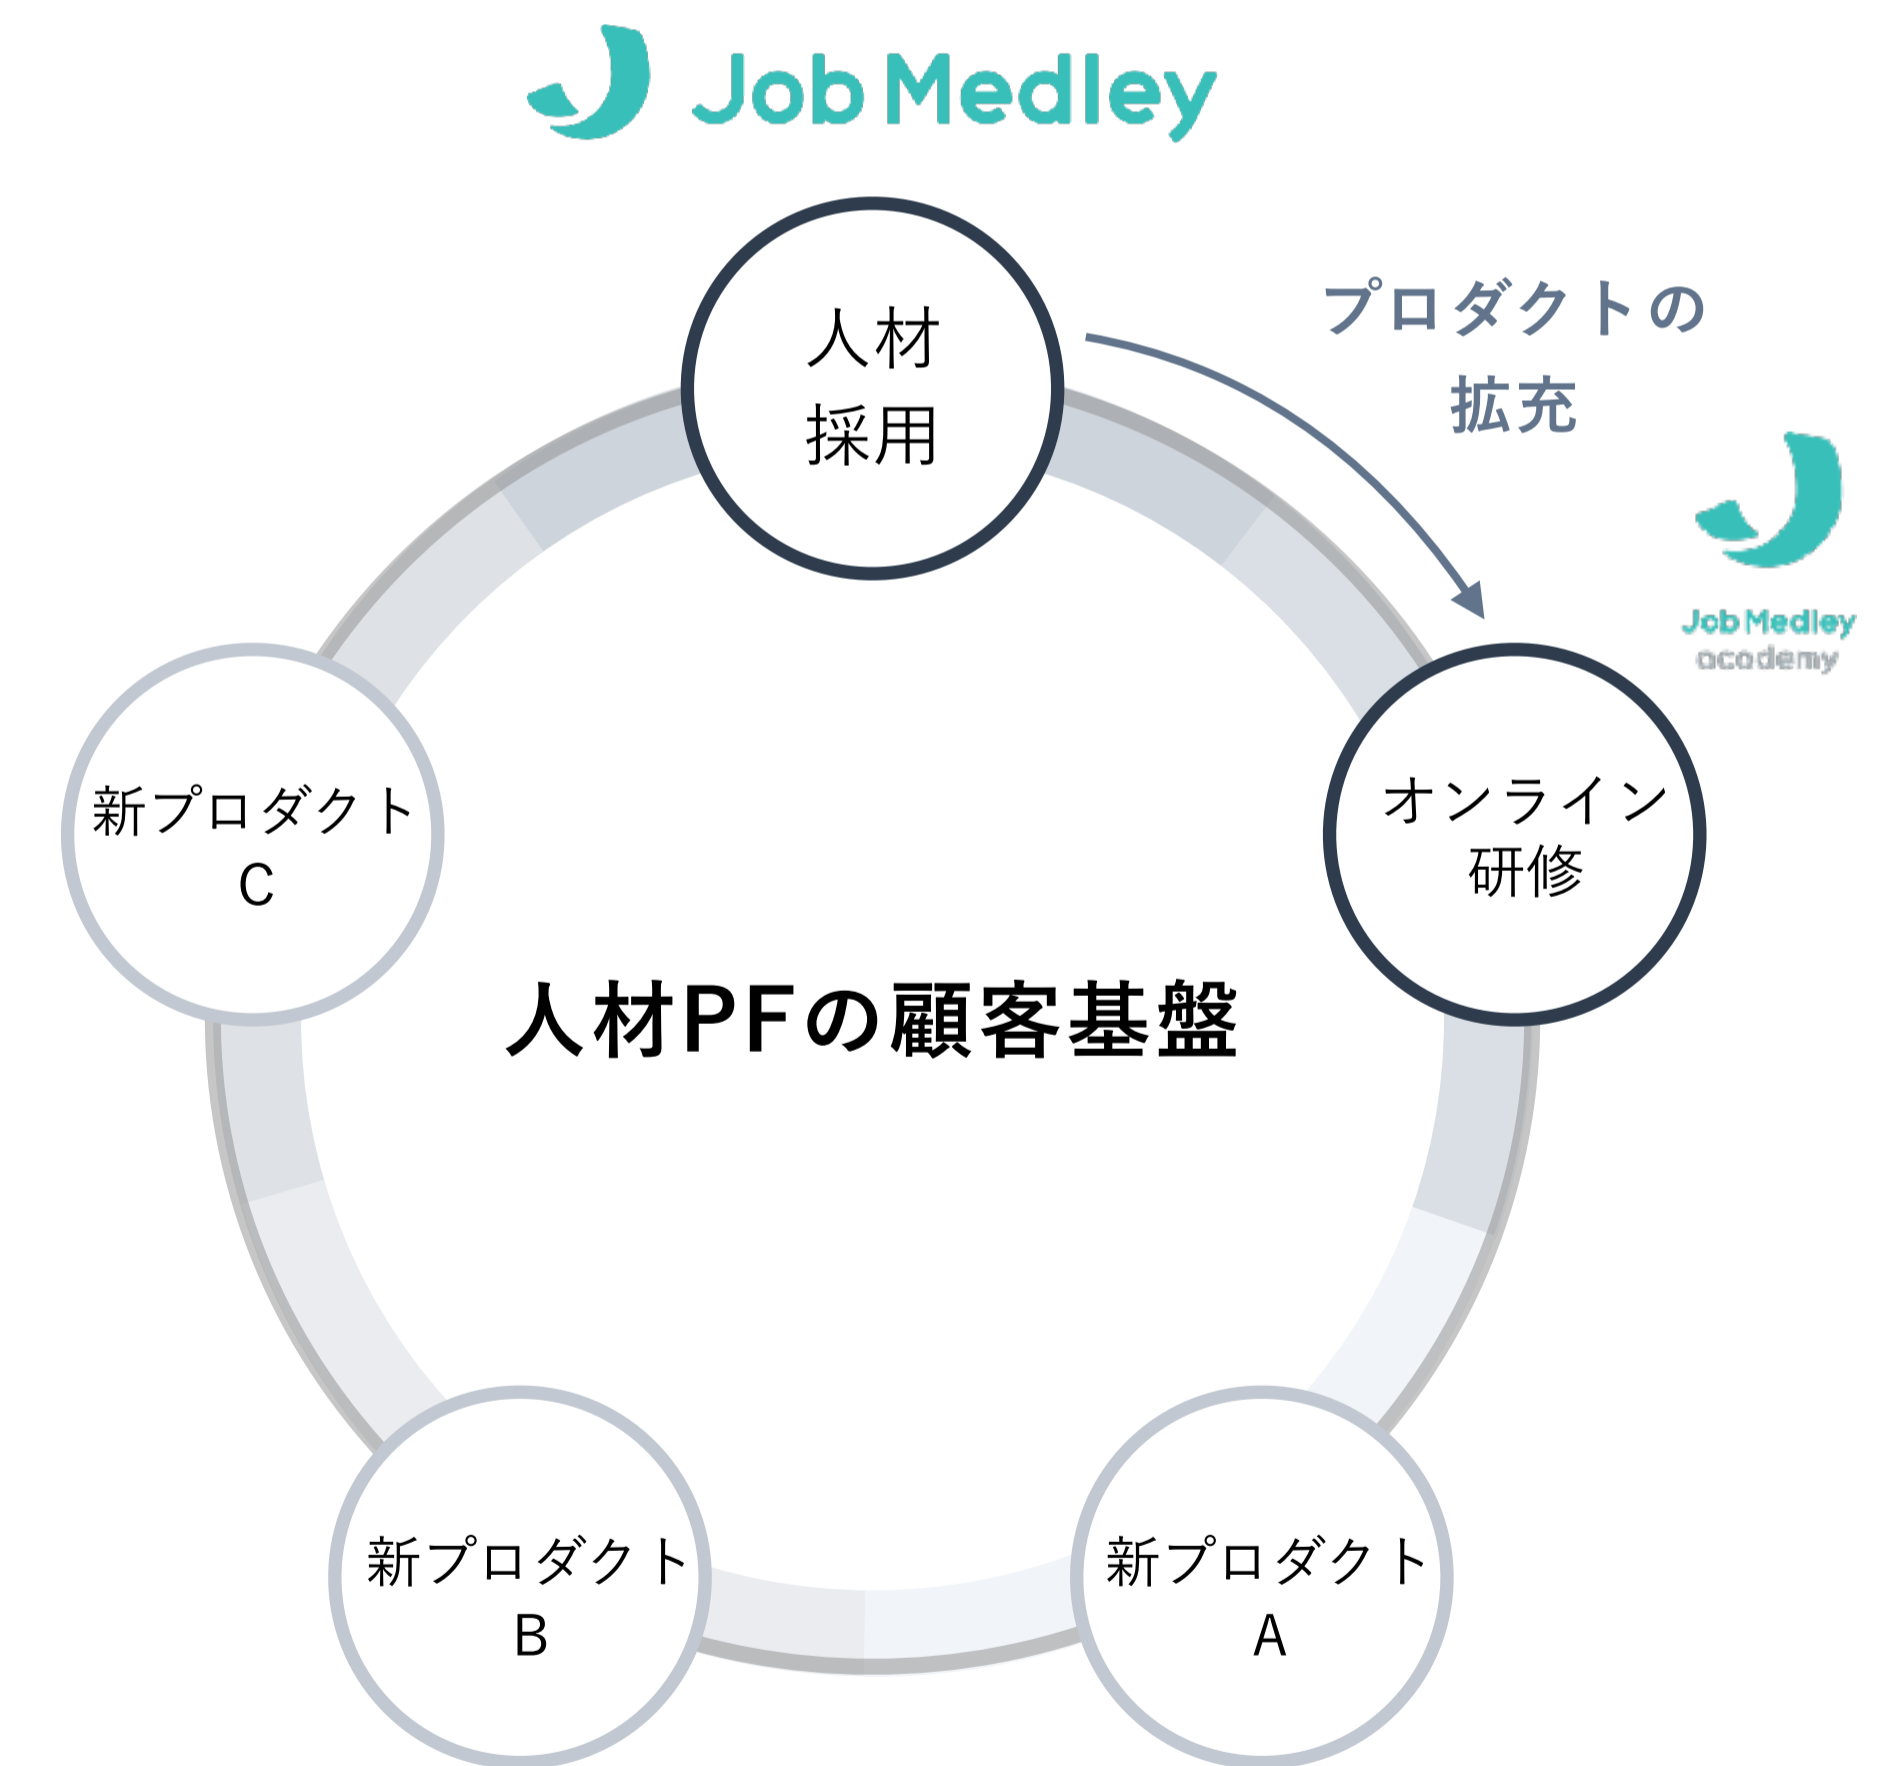 Job Medley
人材
採用
プロダクトの
拡充
Job Medley
academy
オンライン
研修
新プロダクト
C
人材PFの顧客基盤
新プロダクト
B
新プロダクト
A